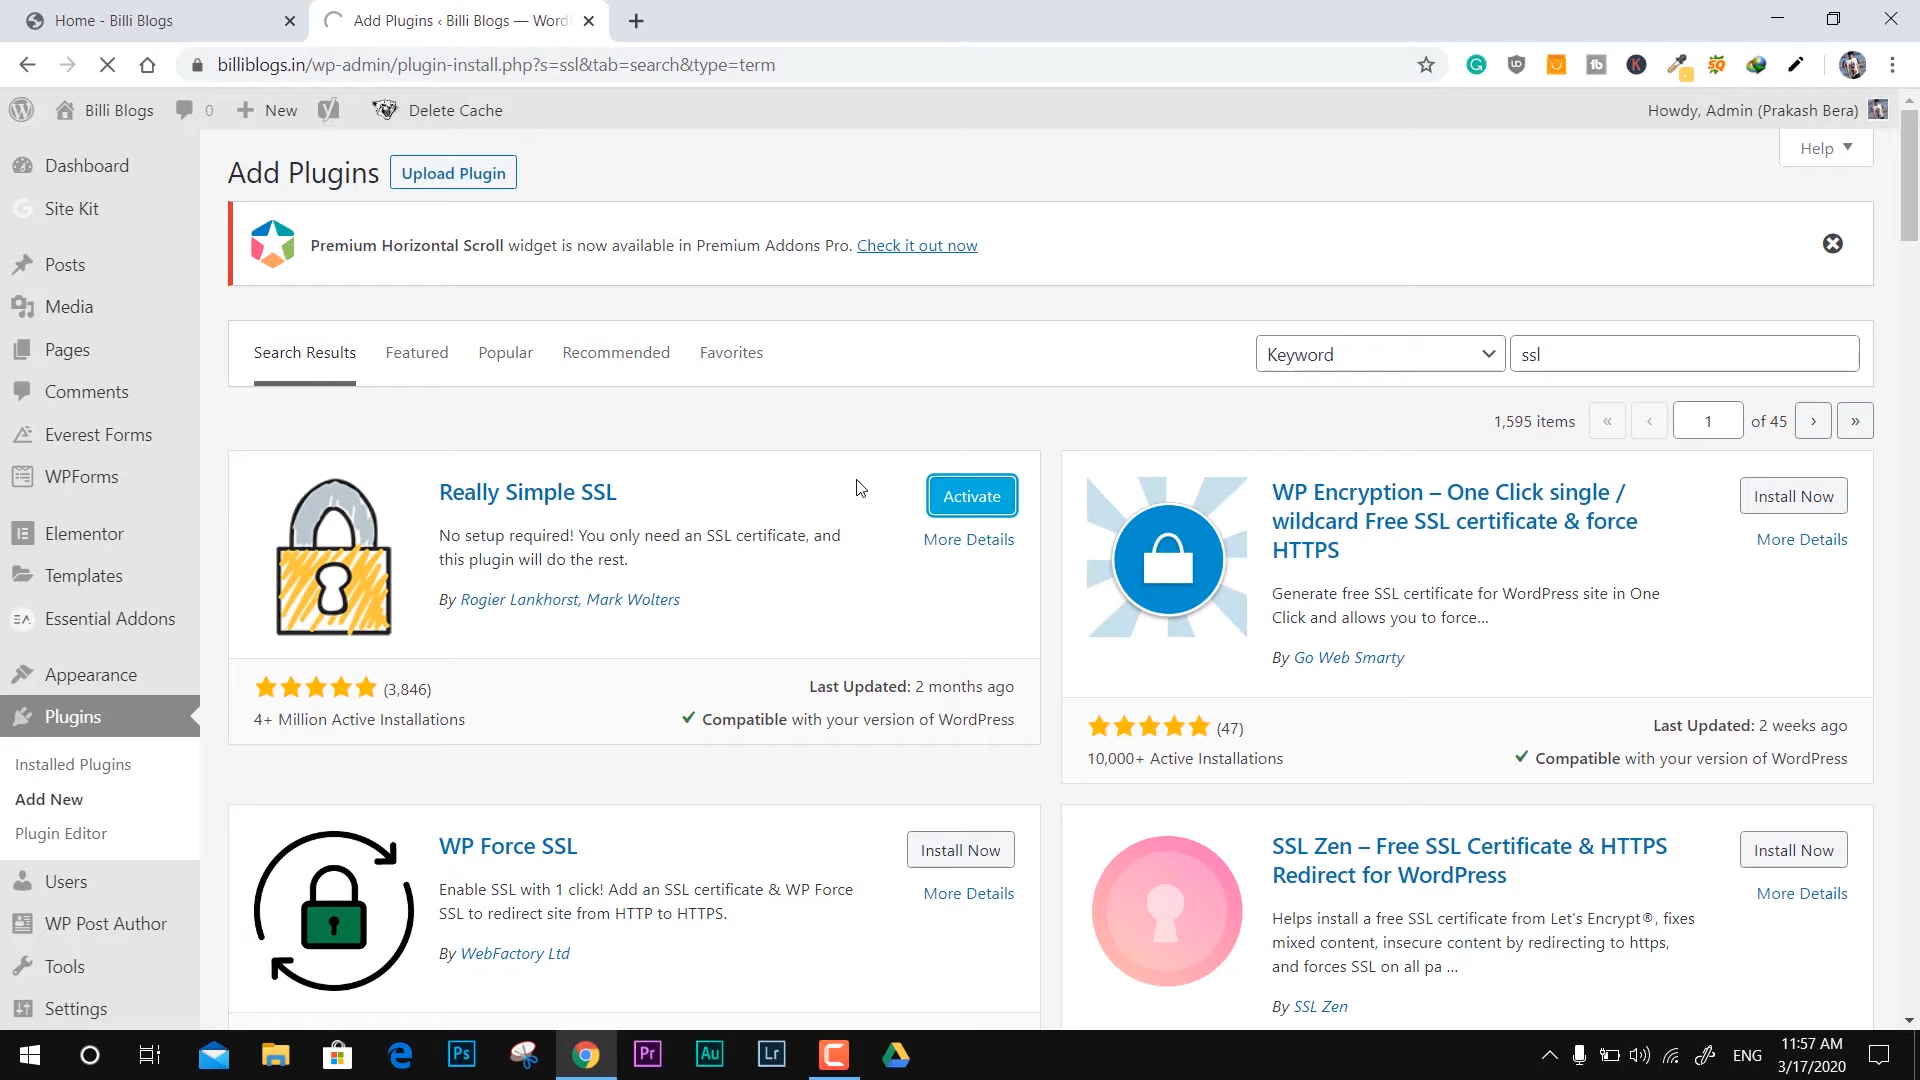 Home - Billi Blogs
Add Plugins ‹ Billi Blogs — Word
billiblogs.in/wp-admin/plugin-install.php?s=ssl&tab=search&type=term
Billi Blogs
0
New
Delete Cache
Howdy, Admin (Prakash Bera)
Dashboard
Site Kit
Posts
Media
Pages
Comments
Everest Forms
WPForms
Elementor
Templates
Essential Addons
Appearance
Plugins
Installed Plugins
Add New
Plugin Editor
Users
WP Post Author
Tools
Settings
Help
Add Plugins
Upload Plugin
Premium Horizontal Scroll widget is now available in Premium Addons Pro. Check it out now
Search Results
Featured
Popular
Recommended
Favorites
Keyword
ssl
1,595 items
«
‹
1
of 45
›
»
Really Simple SSL
Activate
More Details
No setup required! You only need an SSL certificate, and
this plugin will do the rest.
By Rogier Lankhorst, Mark Wolters
(3,846)
4+ Million Active Installations
Last Updated: 2 months ago
Compatible with your version of WordPress
WP Encryption – One Click single /
wildcard Free SSL certificate & force
HTTPS
Install Now
More Details
Generate free SSL certificate for WordPress site in One
Click and allows you to force...
By Go Web Smarty
(47)
10,000+ Active Installations
Last Updated: 2 weeks ago
Compatible with your version of WordPress
WP Force SSL
Install Now
More Details
Enable SSL with 1 click! Add an SSL certificate & WP Force
SSL to redirect site from HTTP to HTTPS.
By WebFactory Ltd
SSL Zen – Free SSL Certificate & HTTPS
Redirect for WordPress
Install Now
More Details
Helps install a free SSL certificate from Let's Encrypt®, fixes
mixed content, insecure content by redirecting to https,
and forces SSL on all pa ...
By SSL Zen
Ps
Pr
Au
Lr
ENG
11:57 AM
3/17/2020